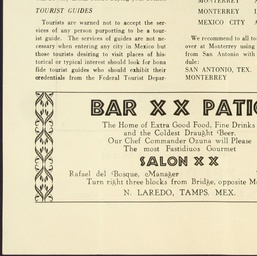 TOURIST GUIDES
Tourists are warned not to accept the ser-
vices of any person purporting to be a tour-
ist guide. The services of guides are not ne-
cessary when entering any city in Mexico but
those tourists desiring to visit places of his-
torical or typical interest should look for bona
fide tourist guides who should exhibit their
credentials from the Federal Tourist Depar-
MONTERREY
MONTERREY
MEXICO CITY A
We recommend all to
over at Monterrey using
from San Antonio with
dule:
SAN ANTONIO, TEX.
MONTERREY
BAR X X PATIO
The Home of Extra Good Food, Fine Drinks
and the Coldest Draught Beer.
Our Chef Commander Ozuna will Please
The most Fastidiuos Gourmet
SALON X X
Rafael del Bosque, Manager
Turn right three blocks from Bridge, opposite M
N. LAREDO, TAMPS. MEX.